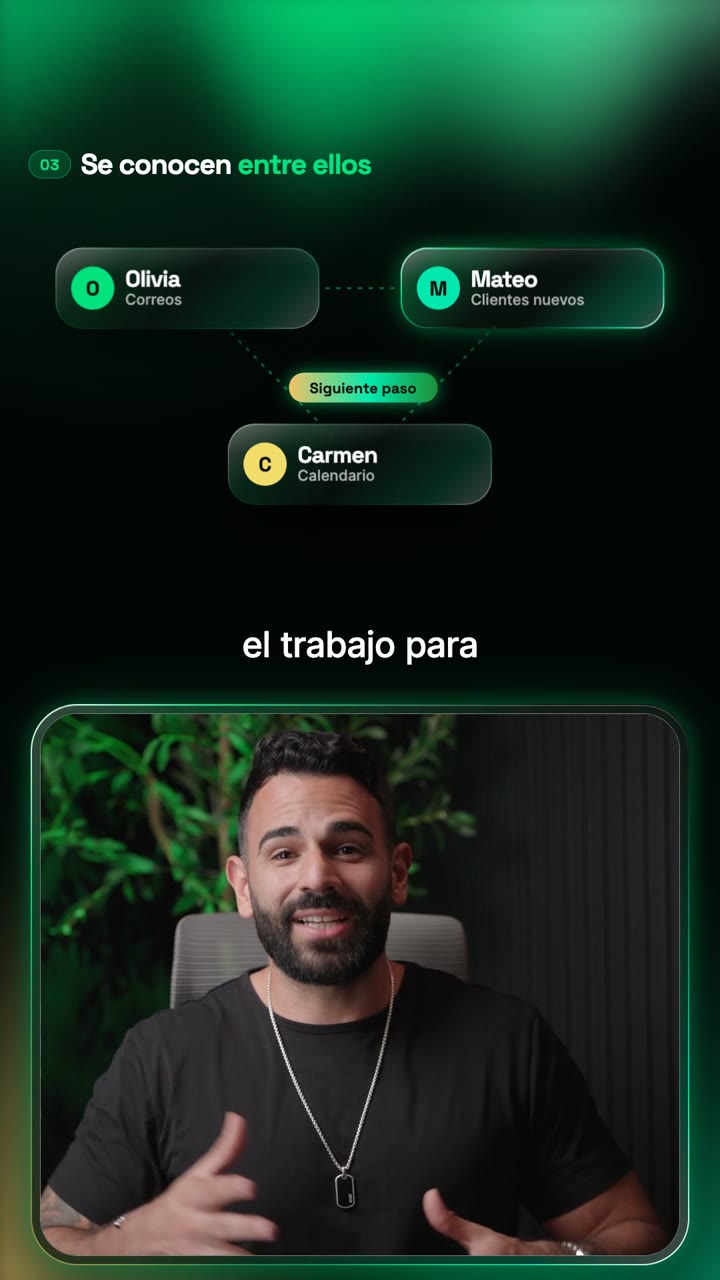 03 Se conocen entre ellos
O Olivia
Correos
M Mateo
Clientes nuevos
Siguiente paso
C Carmen
Calendario
el trabajo para